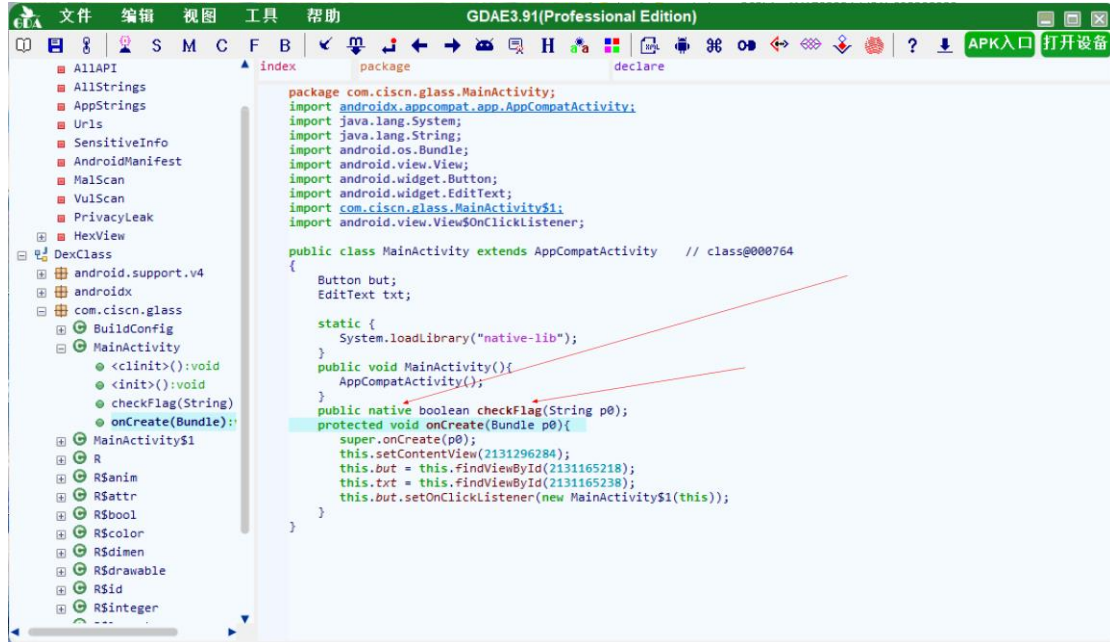 GDA 文件 编辑 视图 工具 帮助 GDAE3.91(Professional Edition)
S M C F B H a a ? APK入口 打开设备
AllAPI
AllStrings
AppStrings
Urls
SensitiveInfo
AndroidManifest
MalScan
VulScan
PrivacyLeak
HexView
DexClass
android.support.v4
androidx
com.ciscn.glass
BuildConfig
MainActivity
<clinit>():void
<init>():void
checkFlag(String)
onCreate(Bundle):
MainActivity$1
R
R$anim
R$attr
R$bool
R$color
R$dimen
R$drawable
R$id
R$integer
index package declare
package com.ciscn.glass.MainActivity;
import androidx.appcompat.app.AppCompatActivity;
import java.lang.System;
import java.lang.String;
import android.os.Bundle;
import android.view.View;
import android.widget.Button;
import android.widget.EditText;
import com.ciscn.glass.MainActivity$1;
import android.view.View$OnClickListener;
public class MainActivity extends AppCompatActivity // class@000764
{
Button but;
EditText txt;
static {
System.loadLibrary("native-lib");
}
public void MainActivity(){
AppCompatActivity();
}
public native boolean checkFlag(String p0);
protected void onCreate(Bundle p0){
super.onCreate(p0);
this.setContentView(2131296284);
this.but = this.findViewById(2131165218);
this.txt = this.findViewById(2131165238);
this.but.setOnClickListener(new MainActivity$1(this));
}
}